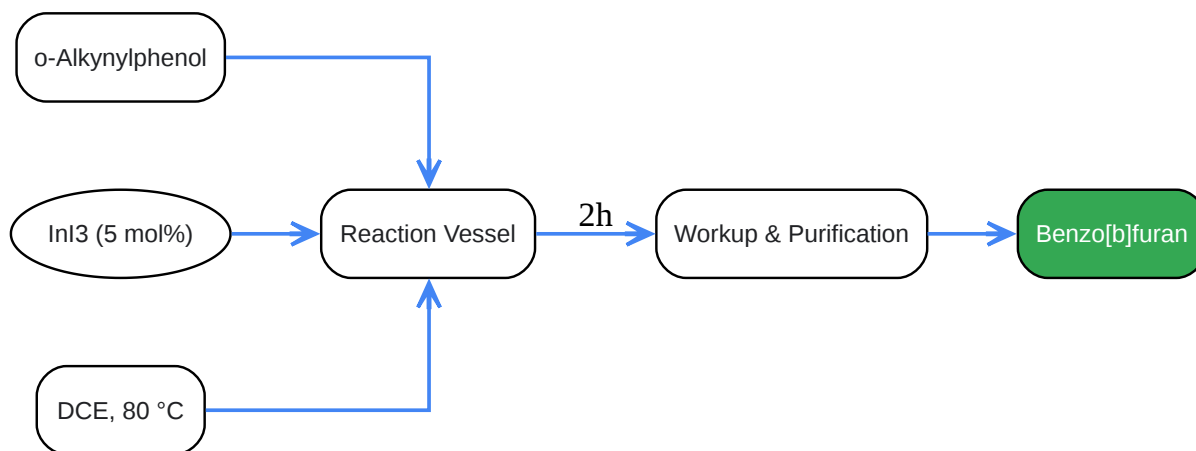 o-Alkynylphenol
InI3 (5 mol%)
Reaction Vessel
2h
Workup & Purification
Benzo[b]furan
DCE, 80 °C